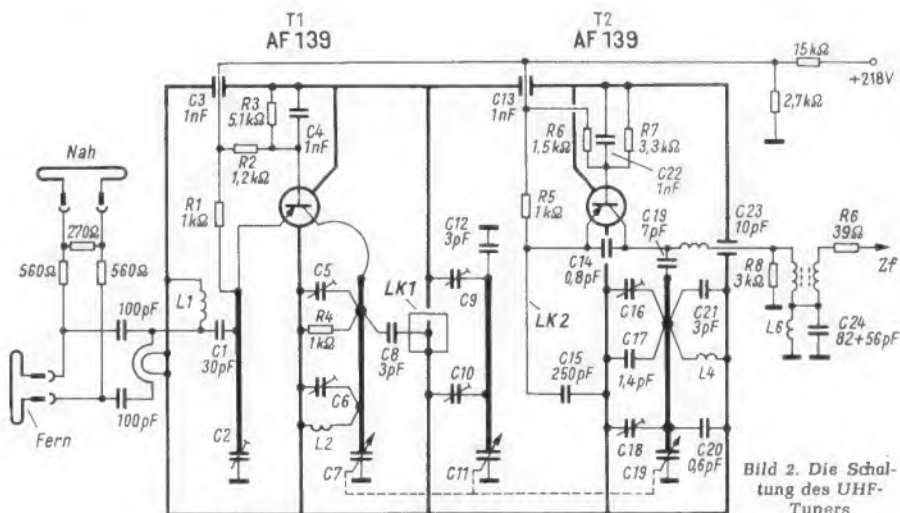 T1
AF 139
T2
AF 139
15kΩ
+218V
2,7kΩ
C3
1nF
R3
5,1kΩ
C4
1nF
R2
1,2kΩ
R1
1kΩ
C13
1nF
R6
1,5kΩ
R7
3,3kΩ
C22
1nF
R5
1kΩ
C19
7pF
C23
10pF
R6
39Ω
Zf
Nah
270Ω
560Ω
560Ω
100pF
L1
C1
30pF
C5
R4
1kΩ
C8
3pF
LK1
C12
3pF
C9
C14
0,8pF
LK2
C16
C21
3pF
R8
3kΩ
L6
C24
82+56pF
C17
1,4pF
L4
C15
250pF
Fern
100pF
C2
C6
L2
C7
C10
C11
C18
C19
C20
0,6pF
Bild 2. Die Schal-
tung des UHF-
Tuners